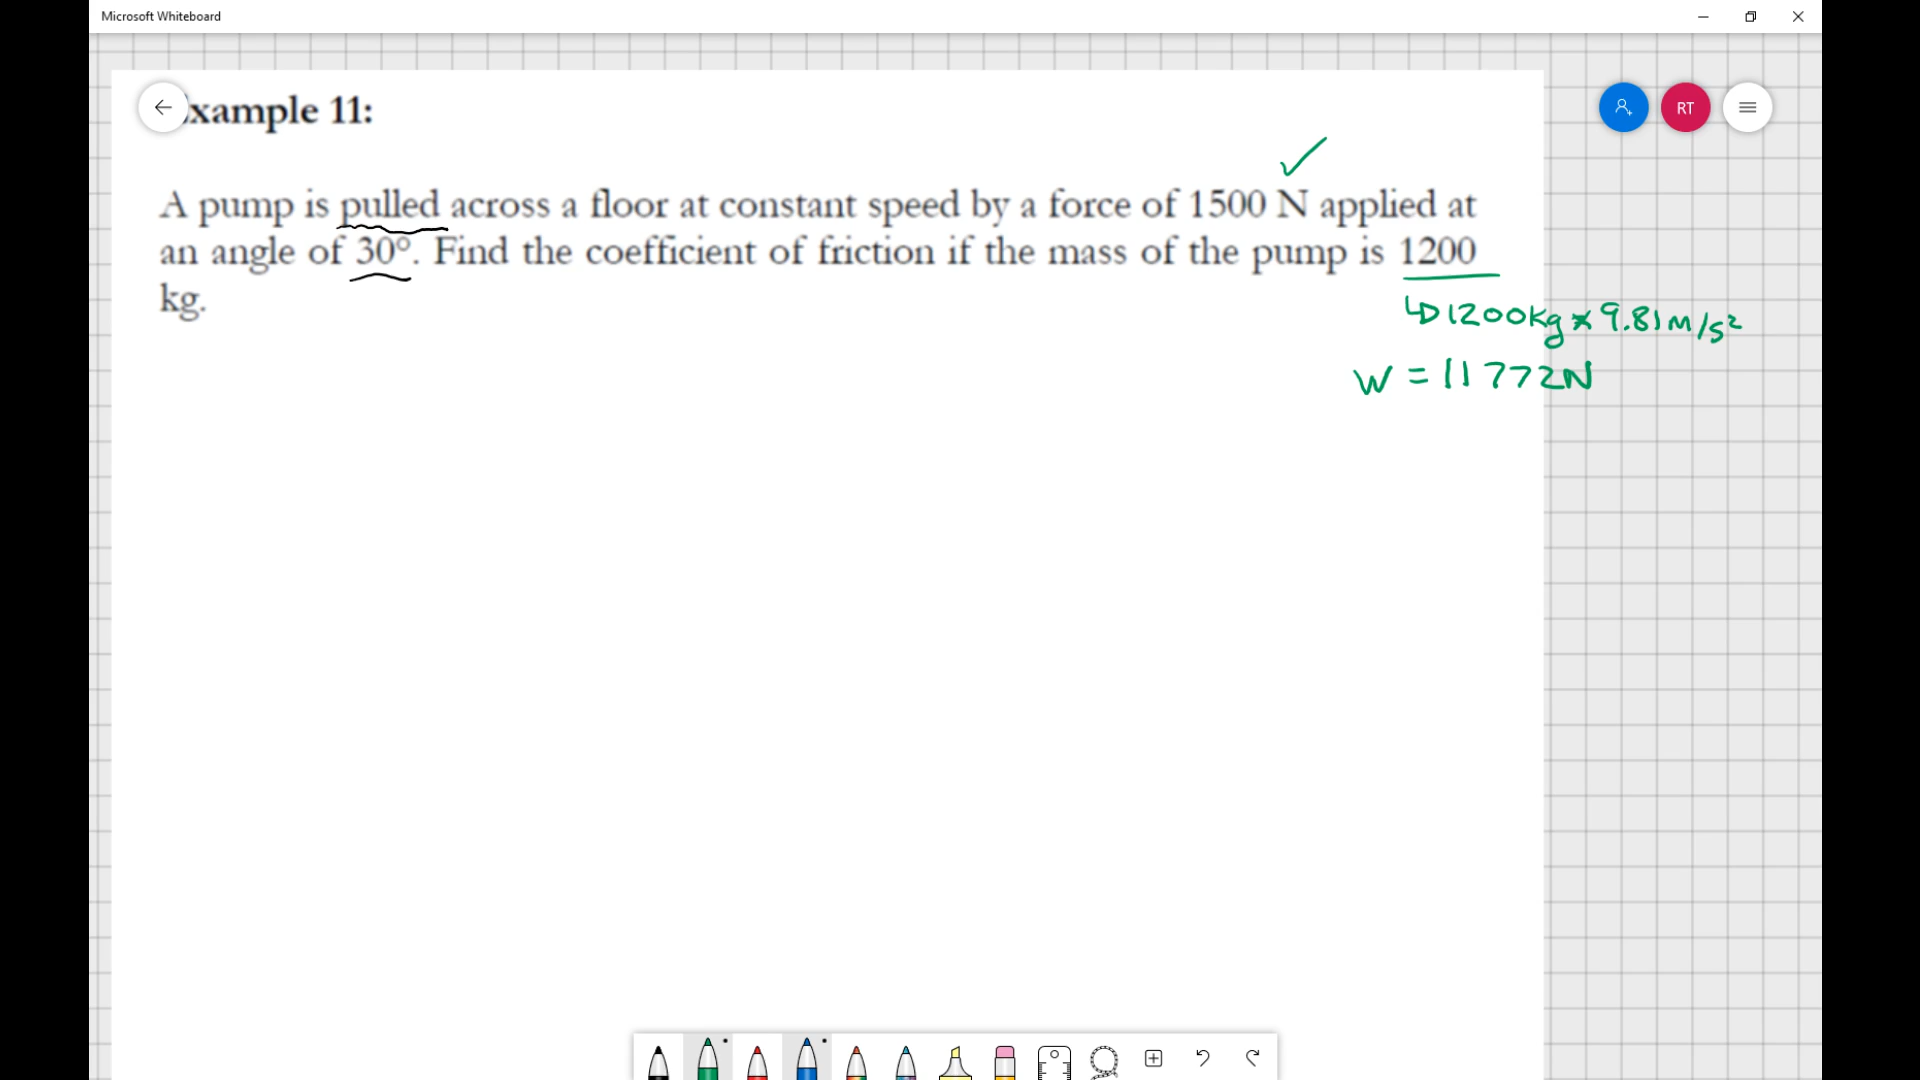 Microsoft Whiteboard
xample 11:
RT
A pump is pulled across a floor at constant speed by a force of 1500 N applied at
an angle of 30°. Find the coefficient of friction if the mass of the pump is 1200
kg.
↳ 1200kg × 9.81m/s²
W = 11772N